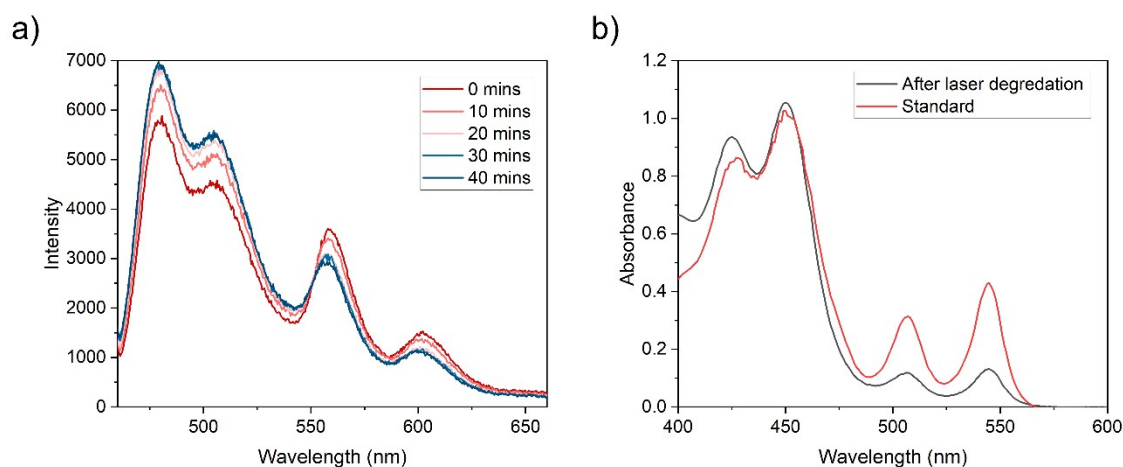 a)
7000
6000
5000
4000
3000
2000
1000
0
Intensity
500
550
600
650
Wavelength (nm)
0 mins
10 mins
20 mins
30 mins
40 mins
b)
1.2
1.0
0.8
0.6
0.4
0.2
0.0
Absorbance
400
450
500
550
600
Wavelength (nm)
After laser degredation
Standard